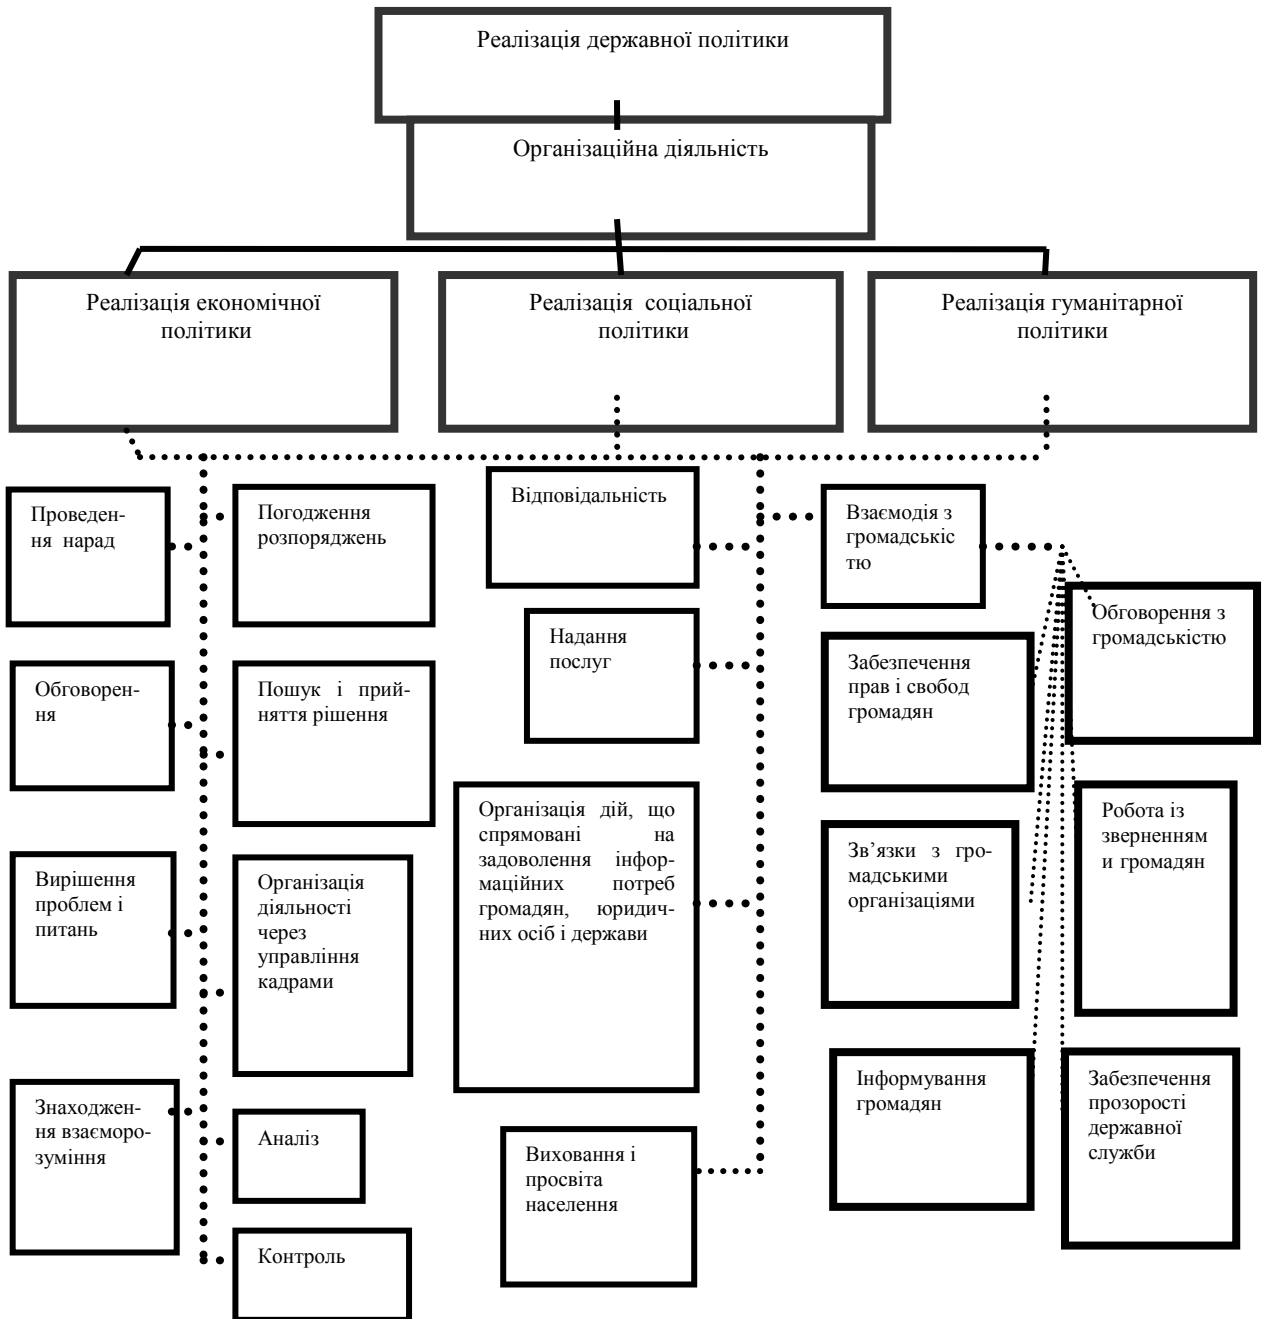 Реалізація державної політики
Організаційна діяльність
Реалізація економічної
політики
Реалізація соціальної
політики
Реалізація гуманітарної
політики
Проведен-
ня нарад
Погодження
розпоряджень
Відповідальність
Взаємодія з
громадськіс
тю
Обговорення з
громадськістю
Надання
послуг
Забезпечення
прав і свобод
громадян
Обговорен-
ня
Пошук і прий-
няття рішення
Організація дій, що
спрямовані на
задоволення інфор-
маційних потреб
громадян, юридич-
них осіб і держави
Робота із
зверненням
и громадян
Зв’язки з гро-
мадськими
організаціями
Вирішення
проблем і
питань
Організація
діяльності
через
управління
кадрами
Інформування
громадян
Забезпечення
прозорості
державної
служби
Знаходжен-
ня взаєморо-
зуміння
Аналіз
Виховання і
просвіта
населення
Контроль